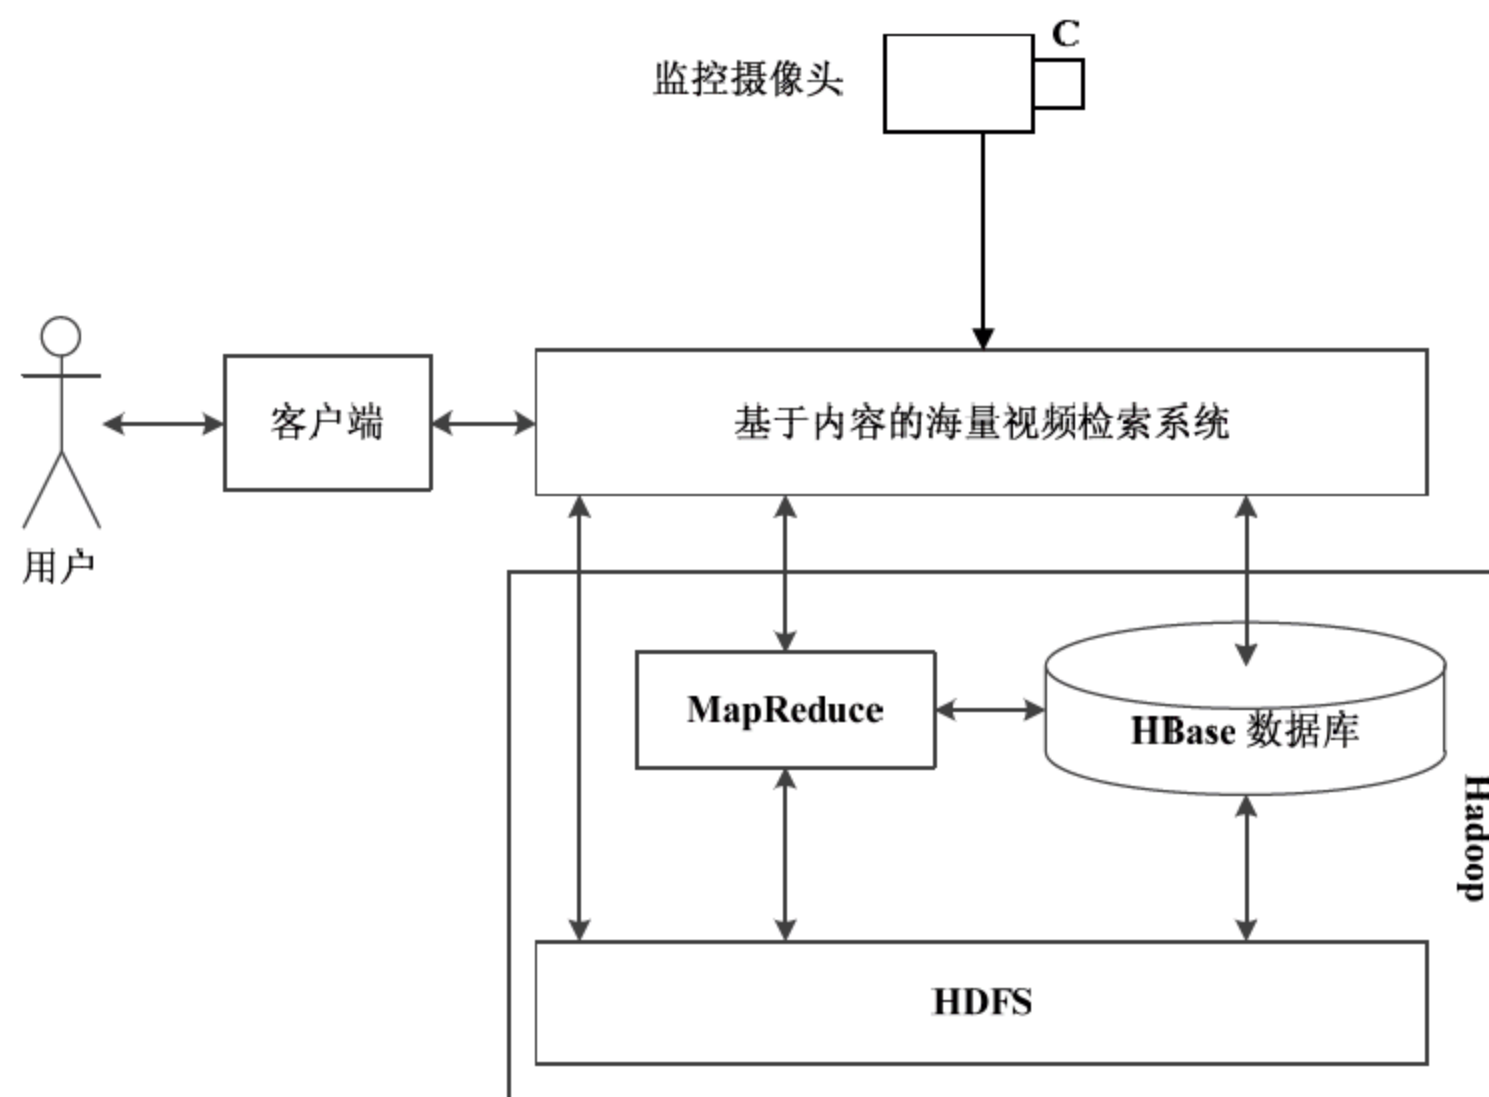 C
监控摄像头
客户端
基于内容的海量视频检索系统
用户
MapReduce
HBase 数据库
Hadoop
HDFS